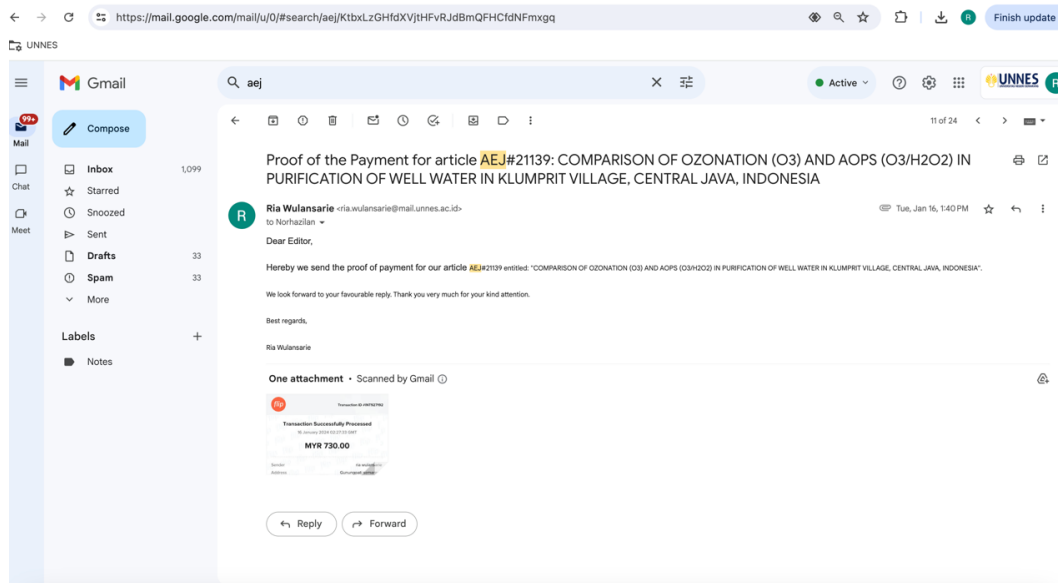 https://mail.google.com/mail/u/0/#search/aej/KtbxLzGHfdXVjtHFvRJdBmQFHCfdNFmxgq
R
Finish update
UNNES
Gmail
aej
Active
UNNES
R
99+
Mail
Chat
Meet
Compose
Inbox 1,099
Starred
Snoozed
Sent
Drafts 33
Spam 33
More
Labels
Notes
11 of 24
Proof of the Payment for article AEJ#21139: COMPARISON OF OZONATION (O3) AND AOPS (O3/H2O2) IN
PURIFICATION OF WELL WATER IN KLUMPRIT VILLAGE, CENTRAL JAVA, INDONESIA
R
Ria Wulansarie <ria.wulansarie@mail.unnes.ac.id> Tue, Jan 16, 1:40 PM
to Norhazilan
Dear Editor,
Hereby we send the proof of payment for our article AEJ#21139 entitled: "COMPARISON OF OZONATION (O3) AND AOPS (O3/H2O2) IN PURIFICATION OF WELL WATER IN KLUMPRIT VILLAGE, CENTRAL JAVA, INDONESIA".
We look forward to your favourable reply. Thank you very much for your kind attention.
Best regards,
Ria Wulansarie
One attachment • Scanned by Gmail
flip
Transaction ID
Transaction Successfully Processed
MYR 730.00
Sender
Address
Reply
Forward